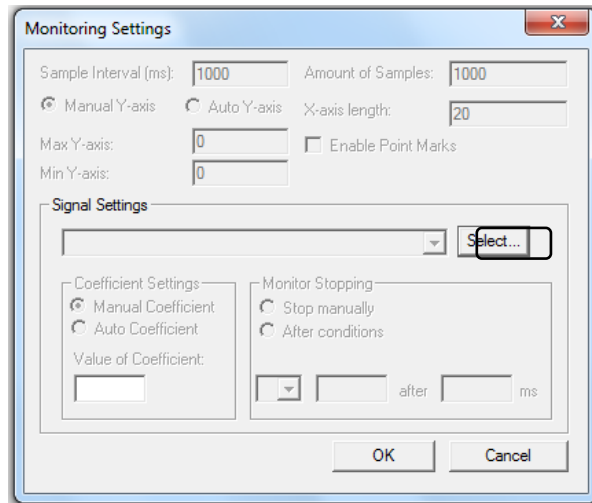 Monitoring Settings
Sample Interval (ms): 1000 Amount of Samples: 1000
Manual Y-axis Auto Y-axis X-axis length: 20
Max Y-axis: 0 Enable Point Marks
Min Y-axis: 0
Signal Settings
Select...
Coefficient Settings Monitor Stopping
Manual Coefficient Stop manually
Auto Coefficient After conditions
Value of Coefficient:
after ms
OK Cancel